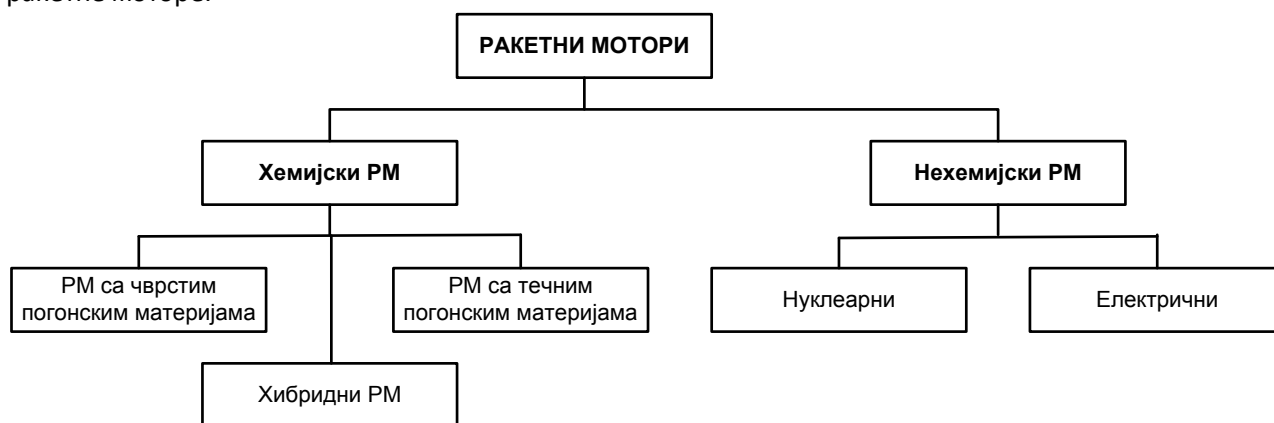 ракетне моторе:
РАКЕТНИ МОТОРИ
Хемијски РМ
Нехемијски РМ
РМ са чврстим
погонским материјама
РМ са течним
погонским материјама
Нуклеарни
Електрични
Хибридни РМ